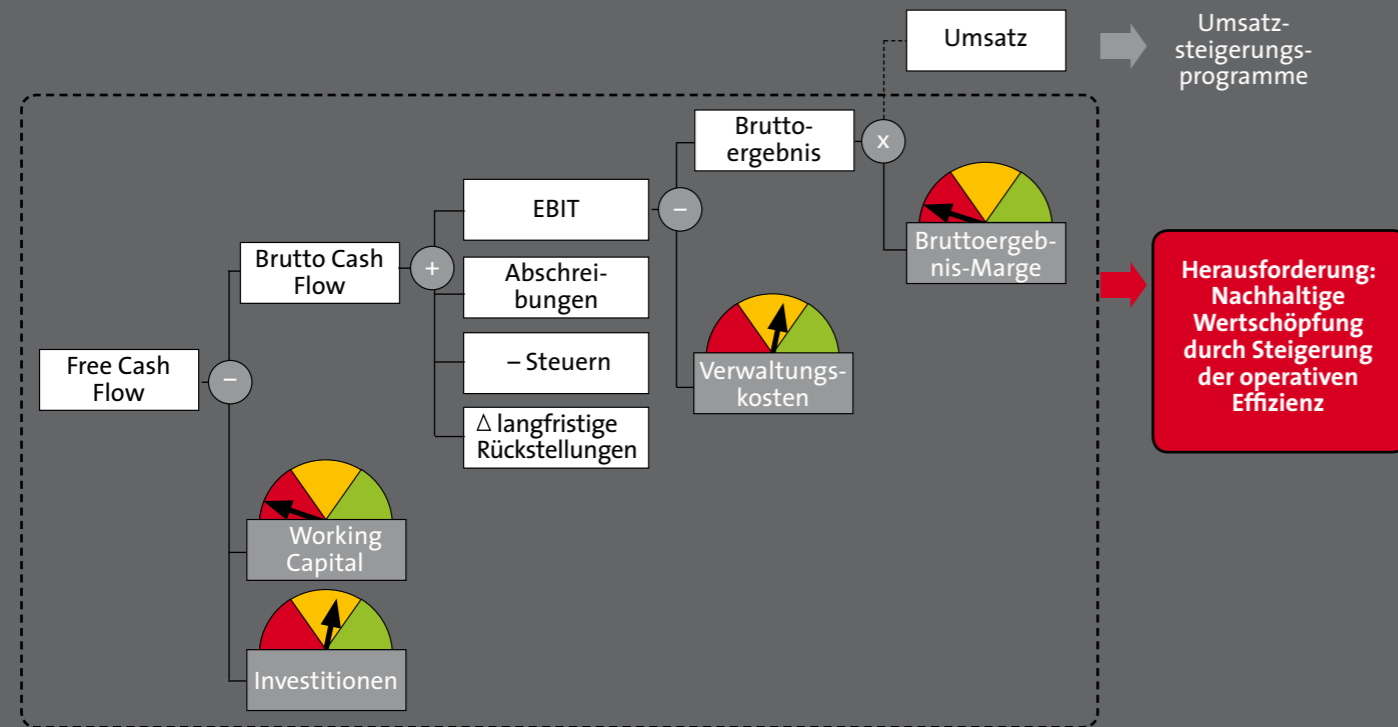 Umsatz
Umsatz-
steigerungs-
programme
Brutto-
ergebnis
x
Bruttoergeb-
nis-Marge
EBIT
–
Brutto Cash
Flow
+
Abschrei-
bungen
– Steuern
Δ langfristige
Rückstellungen
Verwaltungs-
kosten
Free Cash
Flow
–
Working
Capital
Investitionen
Herausforderung:
Nachhaltige
Wertschöpfung
durch Steigerung
der operativen
Effizienz